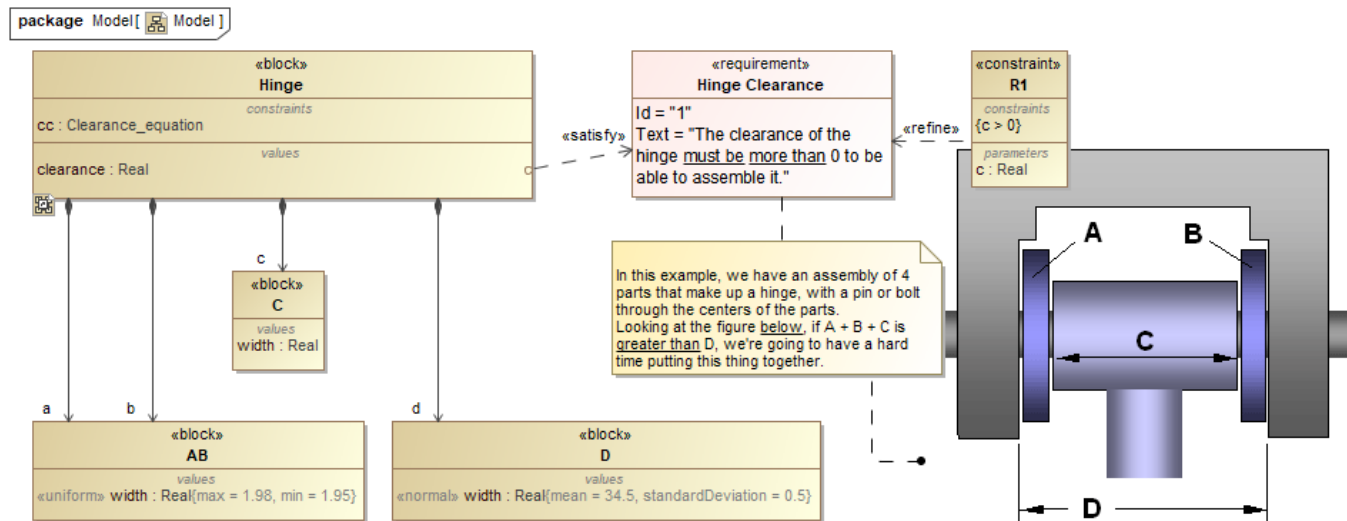 package Model[ Model ]
«block»
Hinge
constraints
cc : Clearance_equation
values
clearance : Real
«satisfy»
«requirement»
Hinge Clearance
Id = "1"
Text = "The clearance of the
hinge must be more than 0 to be
able to assemble it."
«refine»
«constraint»
R1
constraints
{c > 0}
parameters
c : Real
c
«block»
C
values
width : Real
In this example, we have an assembly of 4
parts that make up a hinge, with a pin or bolt
through the centers of the parts.
Looking at the figure below, if A + B + C is
greater than D, we're going to have a hard
time putting this thing together.
A
B
C
D
a
b
d
«block»
AB
values
«uniform» width : Real{max = 1.98, min = 1.95}
«block»
D
values
«normal» width : Real{mean = 34.5, standardDeviation = 0.5}